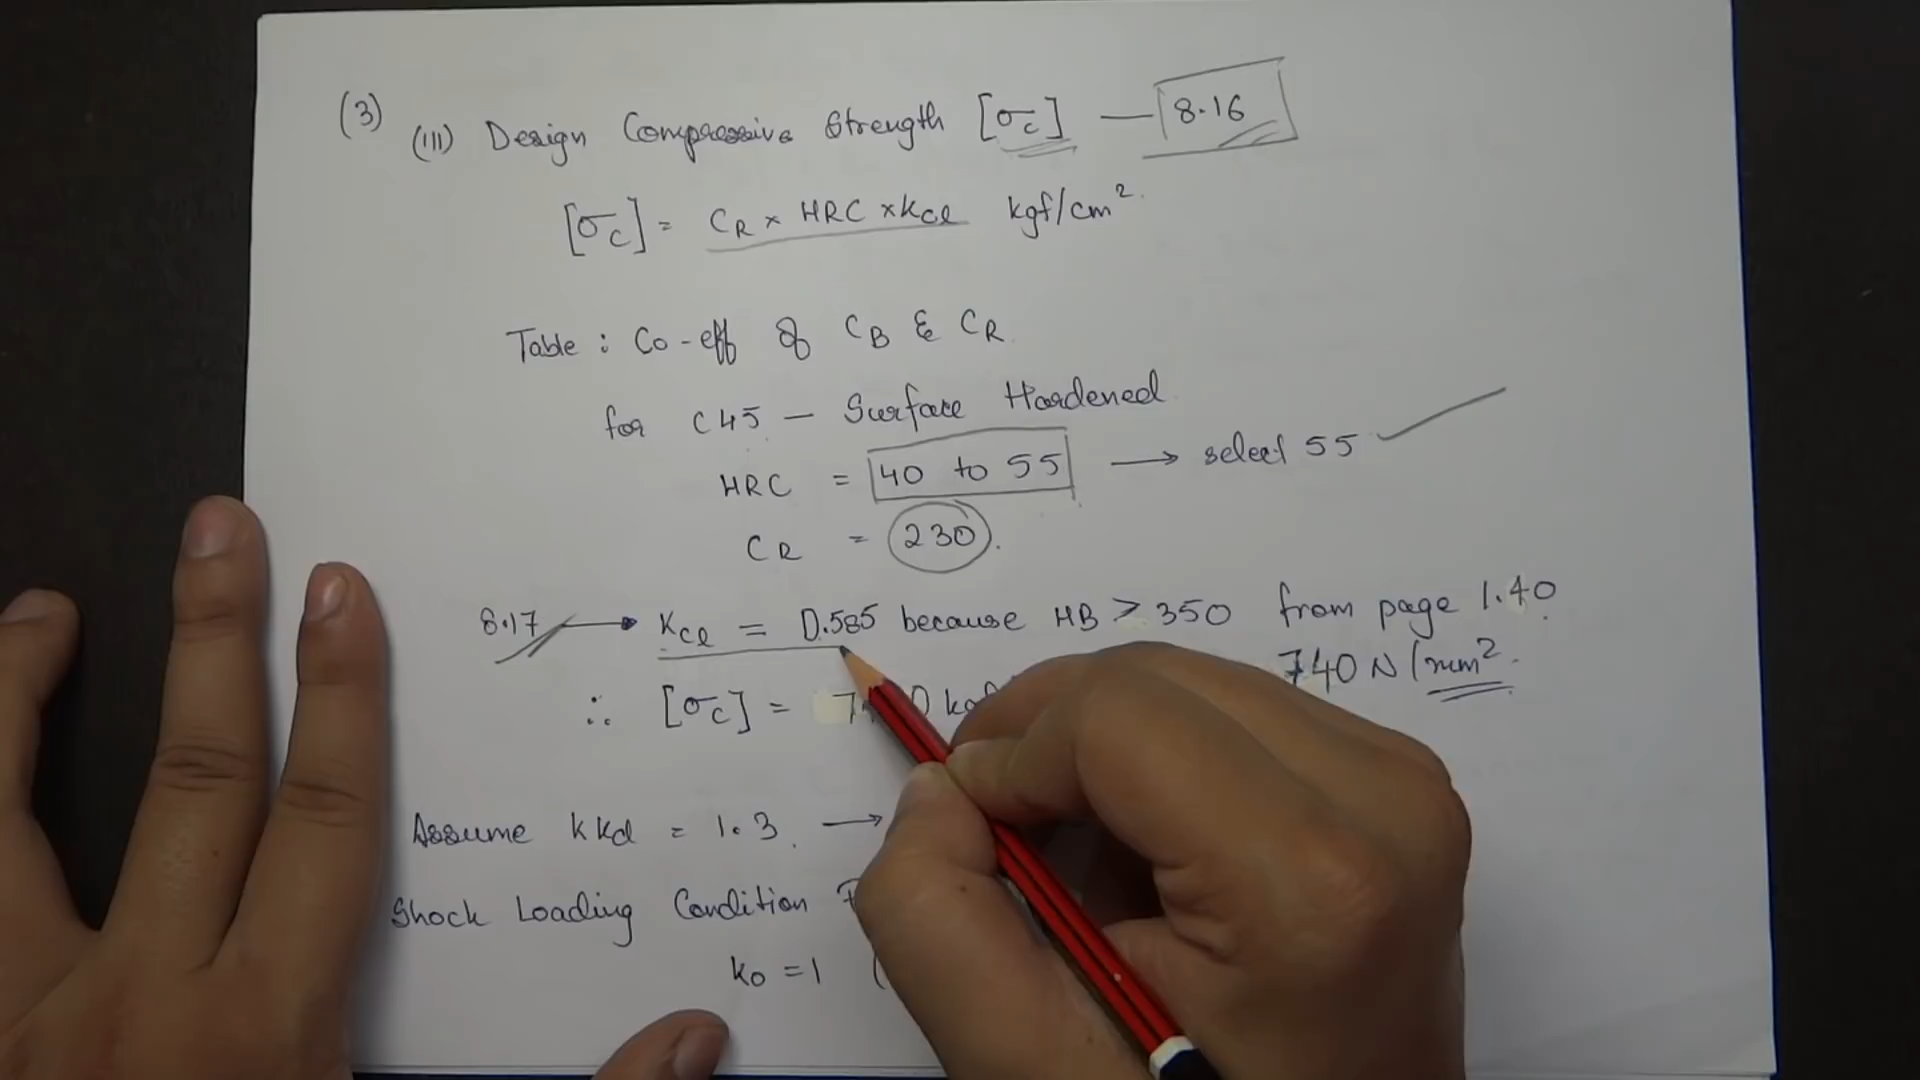 (3)
(III) Design Compressive Strength [σc] — 8.16
[σc] = CR × HRC × Kcl kgf/cm²
Table : Co-eff of CB & CR
for C45 — Surface Hardened
HRC = 40 to 55 → select 55
CR = 230
8.17 → Kcl = 0.585 because HB > 350 from page 1.40
∴ [σc] = 740 N/mm²
Assume kkd = 1.3 →
Shock Loading Condition
ko = 1 (